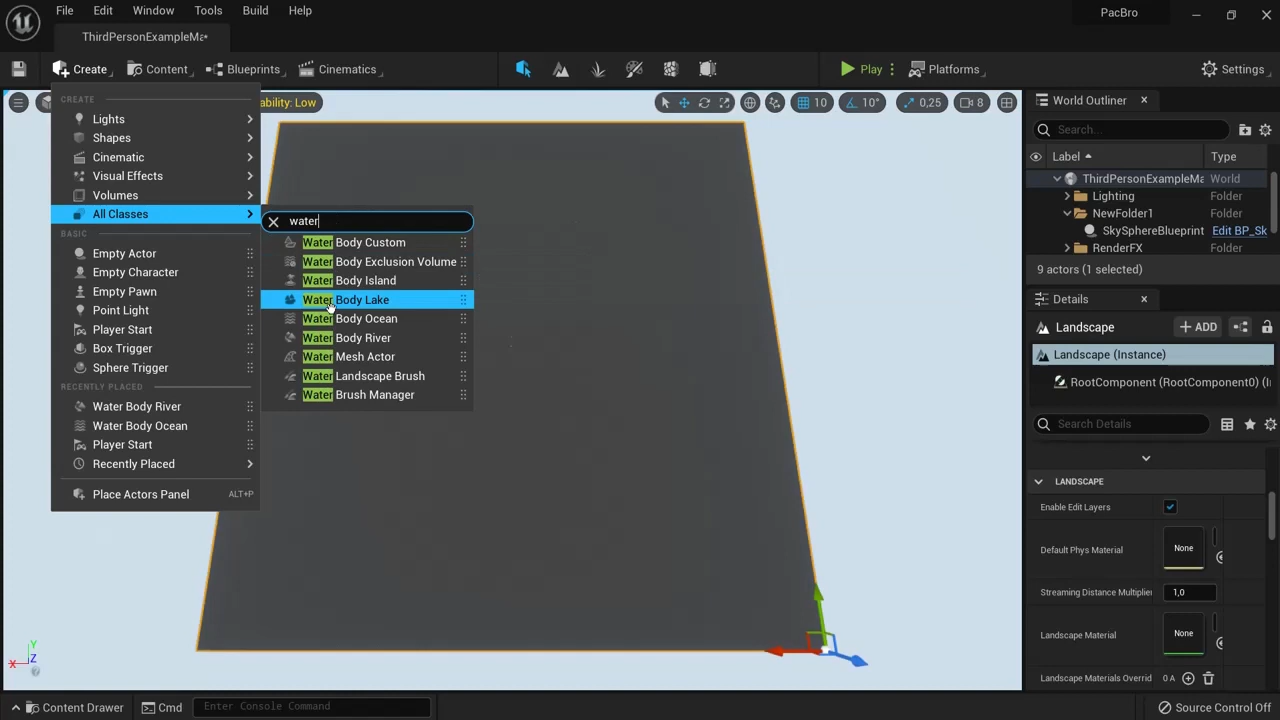 File Edit Window Tools Build Help
PacBro
ThirdPersonExampleMa•
Create Content Blueprints Cinematics Play Platforms Settings
ability: Low
10 10° 0,25 8
CREATE
Lights
Shapes
Cinematic
Visual Effects
Volumes
All Classes
BASIC
Empty Actor
Empty Character
Empty Pawn
Point Light
Player Start
Box Trigger
Sphere Trigger
RECENTLY PLACED
Water Body River
Water Body Ocean
Player Start
Recently Placed
Place Actors Panel ALT+P
water
Water Body Custom
Water Body Exclusion Volume
Water Body Island
Water Body Lake
Water Body Ocean
Water Body River
Water Mesh Actor
Water Landscape Brush
Water Brush Manager
X Y Z
World Outliner
Search...
Label Type
ThirdPersonExampleMa World
Lighting Folder
NewFolder1 Folder
SkySphereBlueprint Edit BP_Sk
RenderFX Folder
9 actors (1 selected)
Details
Landscape ADD
Landscape (Instance)
RootComponent (RootComponent0) (I
Search Details
LANDSCAPE
Enable Edit Layers
Default Phys Material None
Streaming Distance Multiplier 1,0
Landscape Material None
Landscape Materials Overrid 0 A
Content Drawer Cmd Enter Console Command Source Control Off